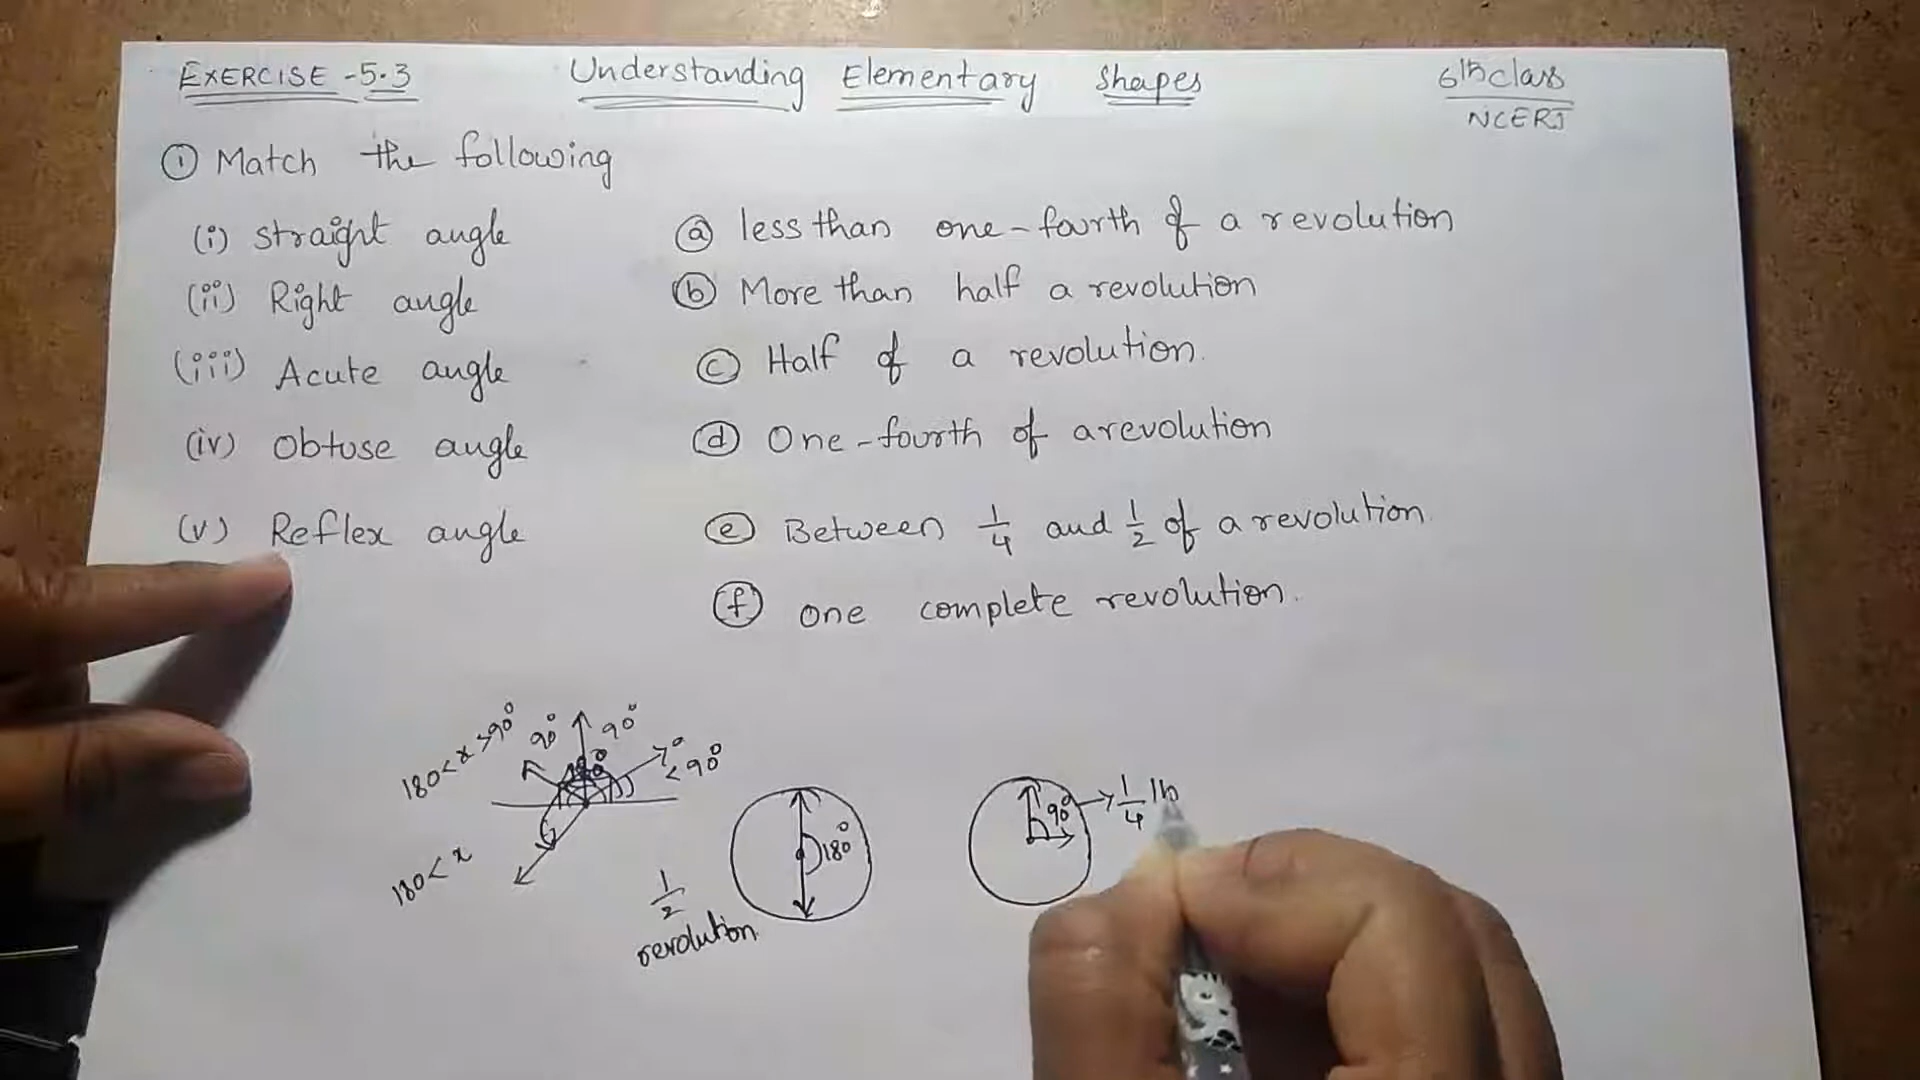 EXERCISE -5.3 Understanding Elementary Shapes 6th class
NCERT
① Match the following
(i) straight angle ⓐ less than one-fourth of a revolution
(ii) Right angle ⓑ More than half a revolution
(iii) Acute angle ⓒ Half of a revolution.
(iv) Obtuse angle ⓓ One-fourth of a revolution
(v) Reflex angle ⓔ Between 1/4 and 1/2 of a revolution.
ⓕ one complete revolution.
180< x >90° 90° 90°
<90°
180< x
180°
1/2
revolution.
90° → 1/4 th